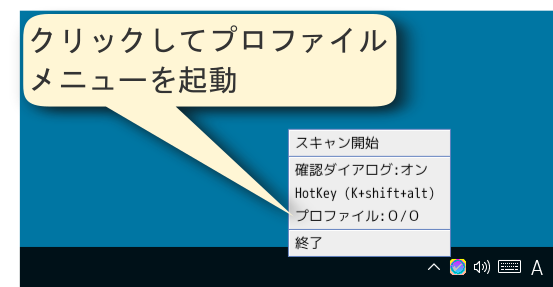 クリックしてプロファイル
メニューを起動
スキャン開始
確認ダイアログ:オン
HotKey (K+shift+alt)
プロファイル:0/0
終了
A